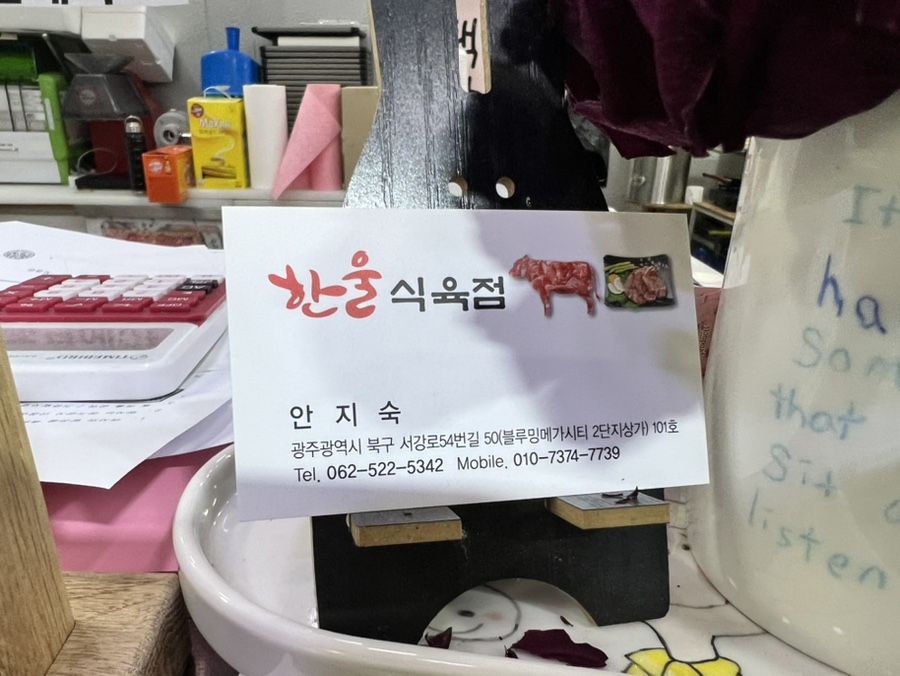 한울 식육점
안 지 숙
광주광역시 북구 서강로54번길 50(블루밍메가시티 2단지상가) 101호
Tel. 062-522-5342 Mobile. 010-7374-7739
It
ha
Som
that
Sit
listen